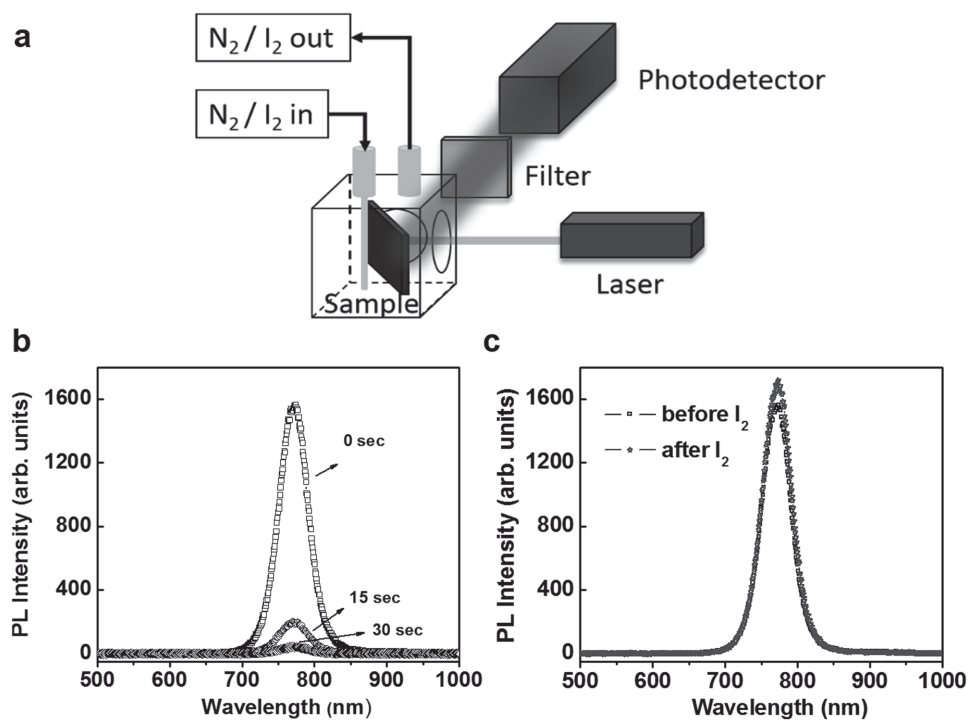 a
N2 / I2 out
N2 / I2 in
Photodetector
Filter
Laser
Sample
b
PL Intensity (arb. units)
1600
1200
800
400
0
0 sec
15 sec
30 sec
500 600 700 800 900 1000
Wavelength (nm)
c
PL Intensity (arb. units)
1600
1200
800
400
0
before I2
after I2
500 600 700 800 900 1000
Wavelength (nm)